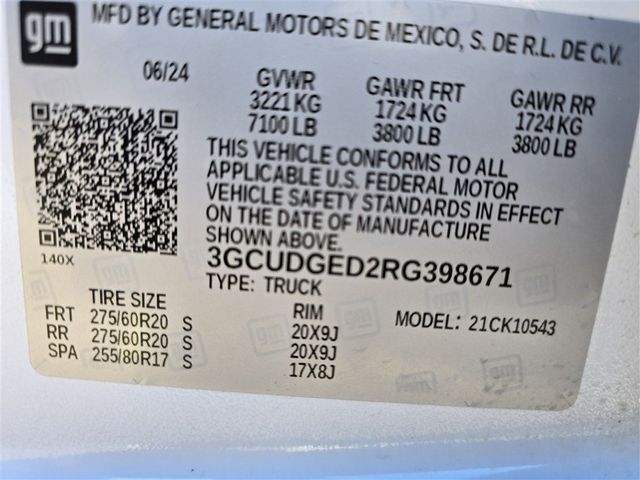 gm
MFD BY GENERAL MOTORS DE MEXICO, S. DE R.L. DE C.V.
06/24 GVWR GAWR FRT GAWR RR
3221 KG 1724 KG 1724 KG
7100 LB 3800 LB 3800 LB
THIS VEHICLE CONFORMS TO ALL
APPLICABLE U.S. FEDERAL MOTOR
VEHICLE SAFETY STANDARDS IN EFFECT
ON THE DATE OF MANUFACTURE
SHOWN ABOVE.
140X
3GCUDGED2RG398671
TYPE: TRUCK
TIRE SIZE RIM MODEL: 21CK10543
FRT 275/60R20 S 20X9J
RR 275/60R20 S 20X9J
SPA 255/80R17 S 17X8J